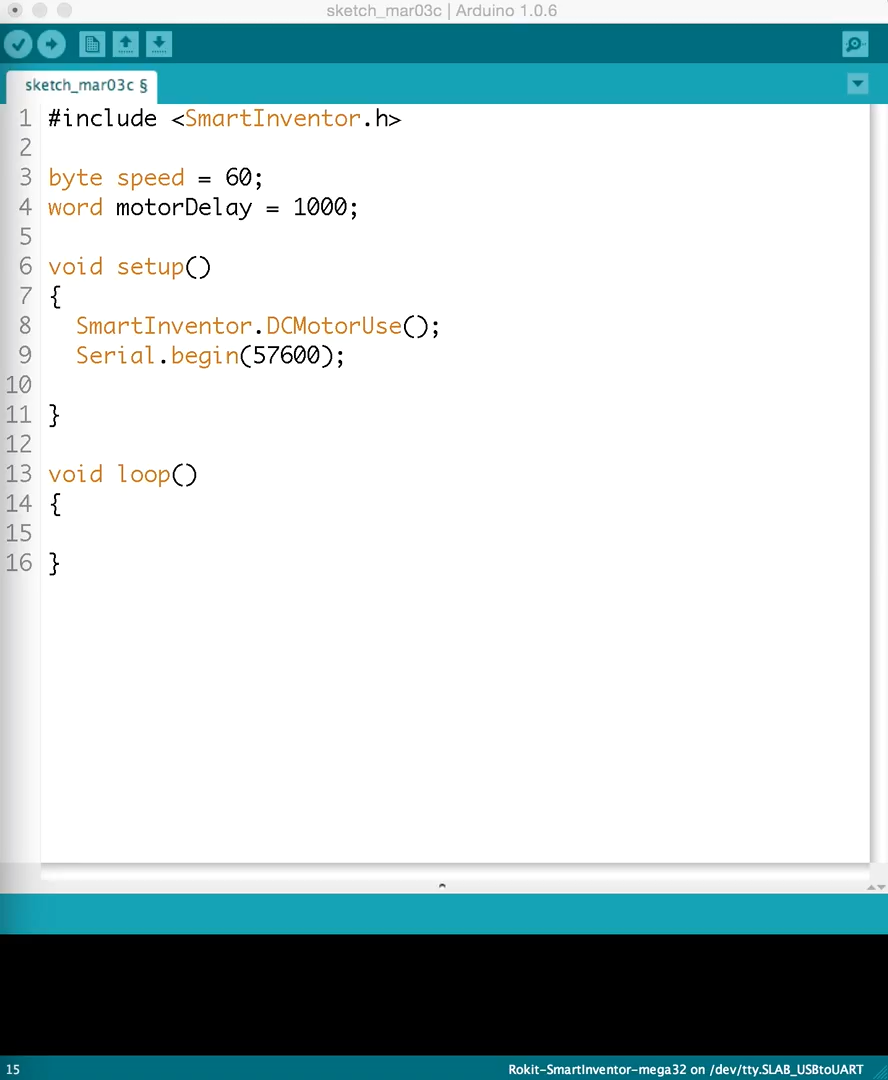 sketch_mar03c | Arduino 1.0.6
sketch_mar03c §
1 #include <SmartInventor.h>
2
3 byte speed = 60;
4 word motorDelay = 1000;
5
6 void setup()
7 {
8 SmartInventor.DCMotorUse();
9 Serial.begin(57600);
10
11 }
12
13 void loop()
14 {
15
16 }
15 Rokit-SmartInventor-mega32 on /dev/tty.SLAB_USBtoUART